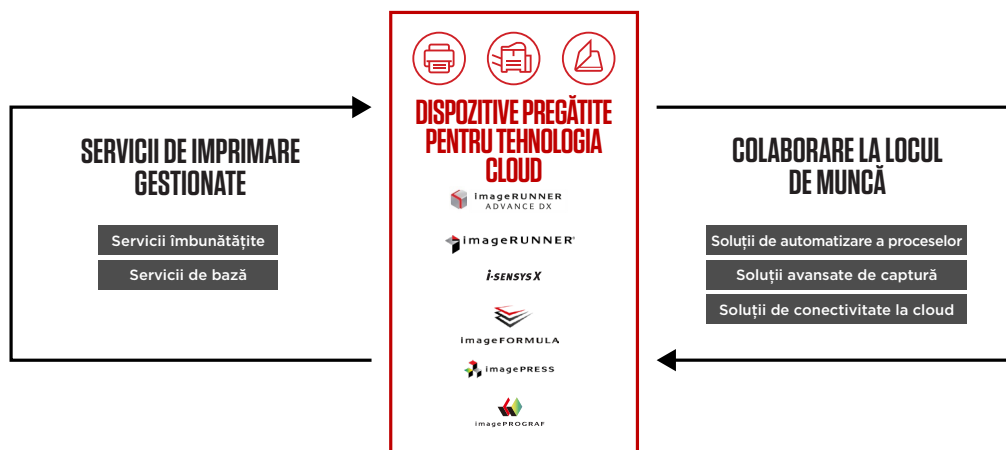 SERVICII DE IMPRIMARE
GESTIONATE
Servicii îmbunătățite
Servicii de bază
DISPOZITIVE PREGĂTITE
PENTRU TEHNOLOGIA
CLOUD
imageRUNNER
ADVANCE DX
imageRUNNER
i-SENSYS X
imageFORMULA
imagePRESS
imagePROGRAF
COLABORARE LA LOCUL
DE MUNCĂ
Soluții de automatizare a proceselor
Soluții avansate de captură
Soluții de conectivitate la cloud